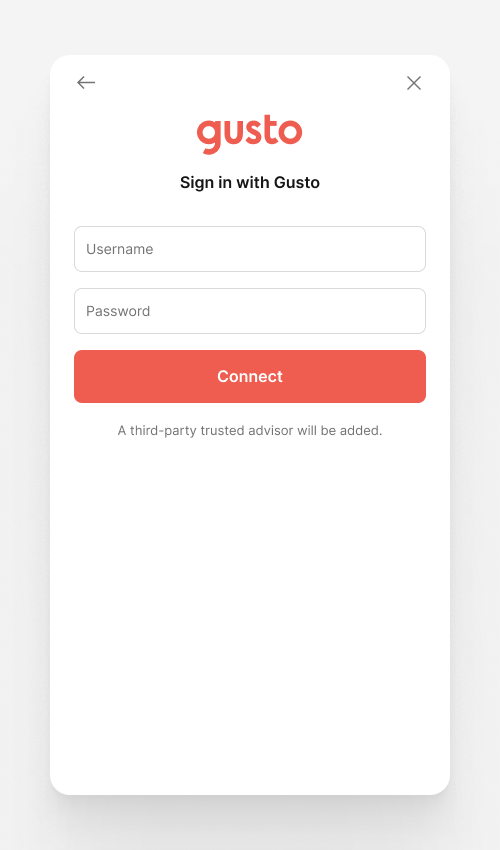 gusto
Sign in with Gusto
Username
Password
Connect
A third-party trusted advisor will be added.